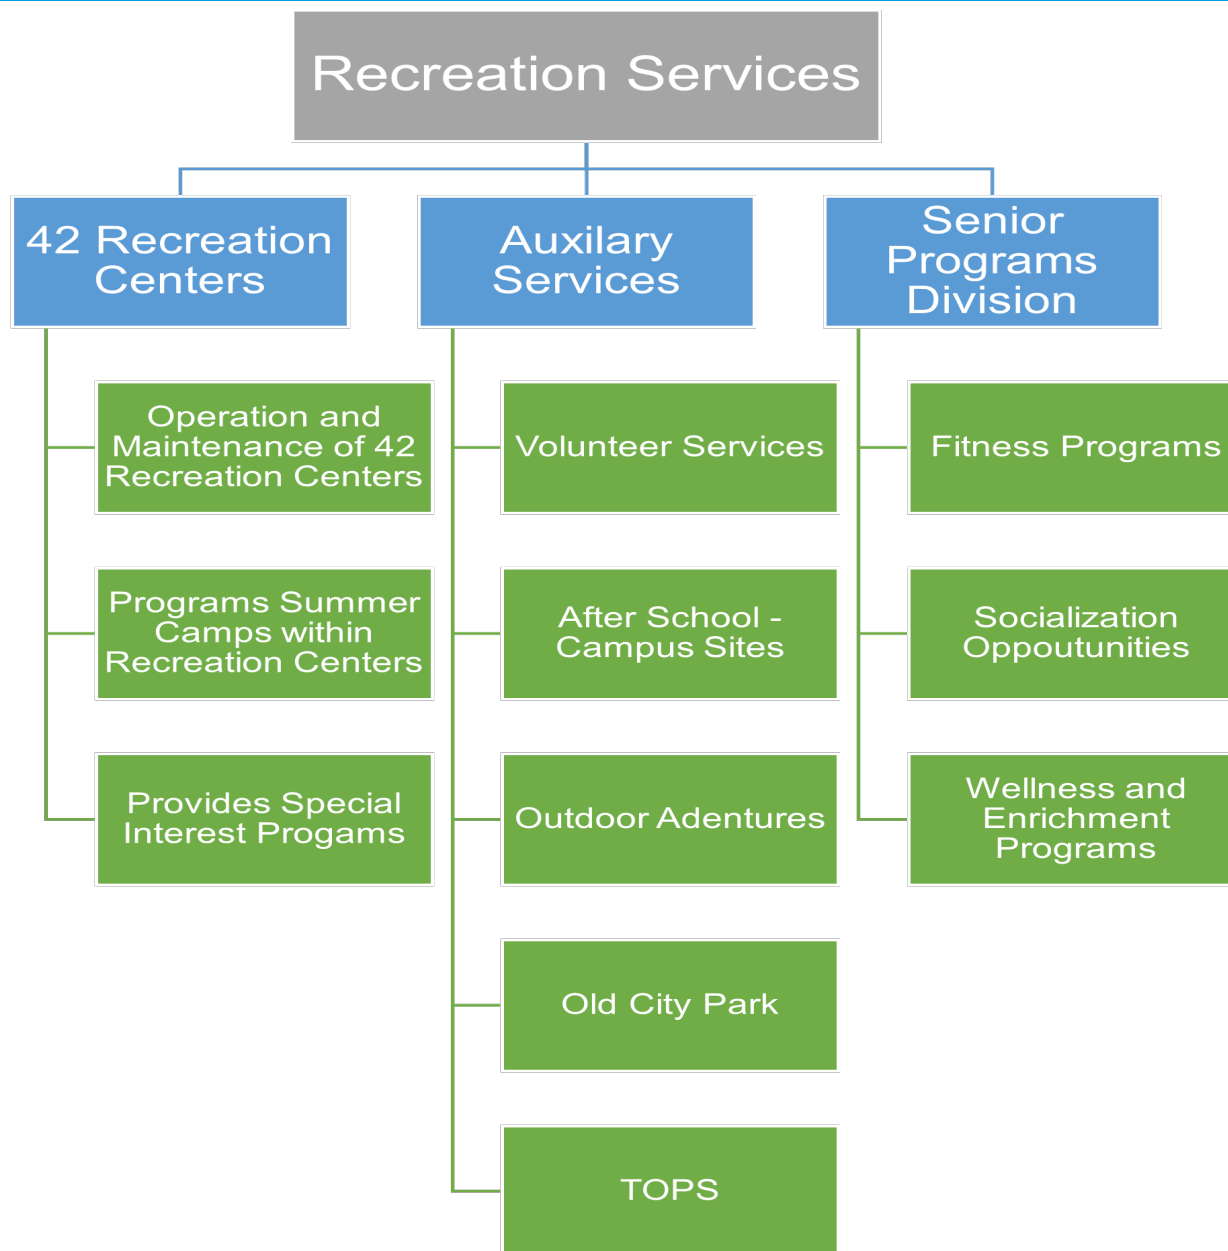 Recreation Services
42 Recreation
Centers
Operation and
Maintenance of 42
Recreation Centers
Programs Summer
Camps within
Recreation Centers
Provides Special
Interest Progams
Auxilary
Services
Volunteer Services
After School -
Campus Sites
Outdoor Adentures
Old City Park
TOPS
Senior
Programs
Division
Fitness Programs
Socialization
Oppoutunities
Wellness and
Enrichment
Programs